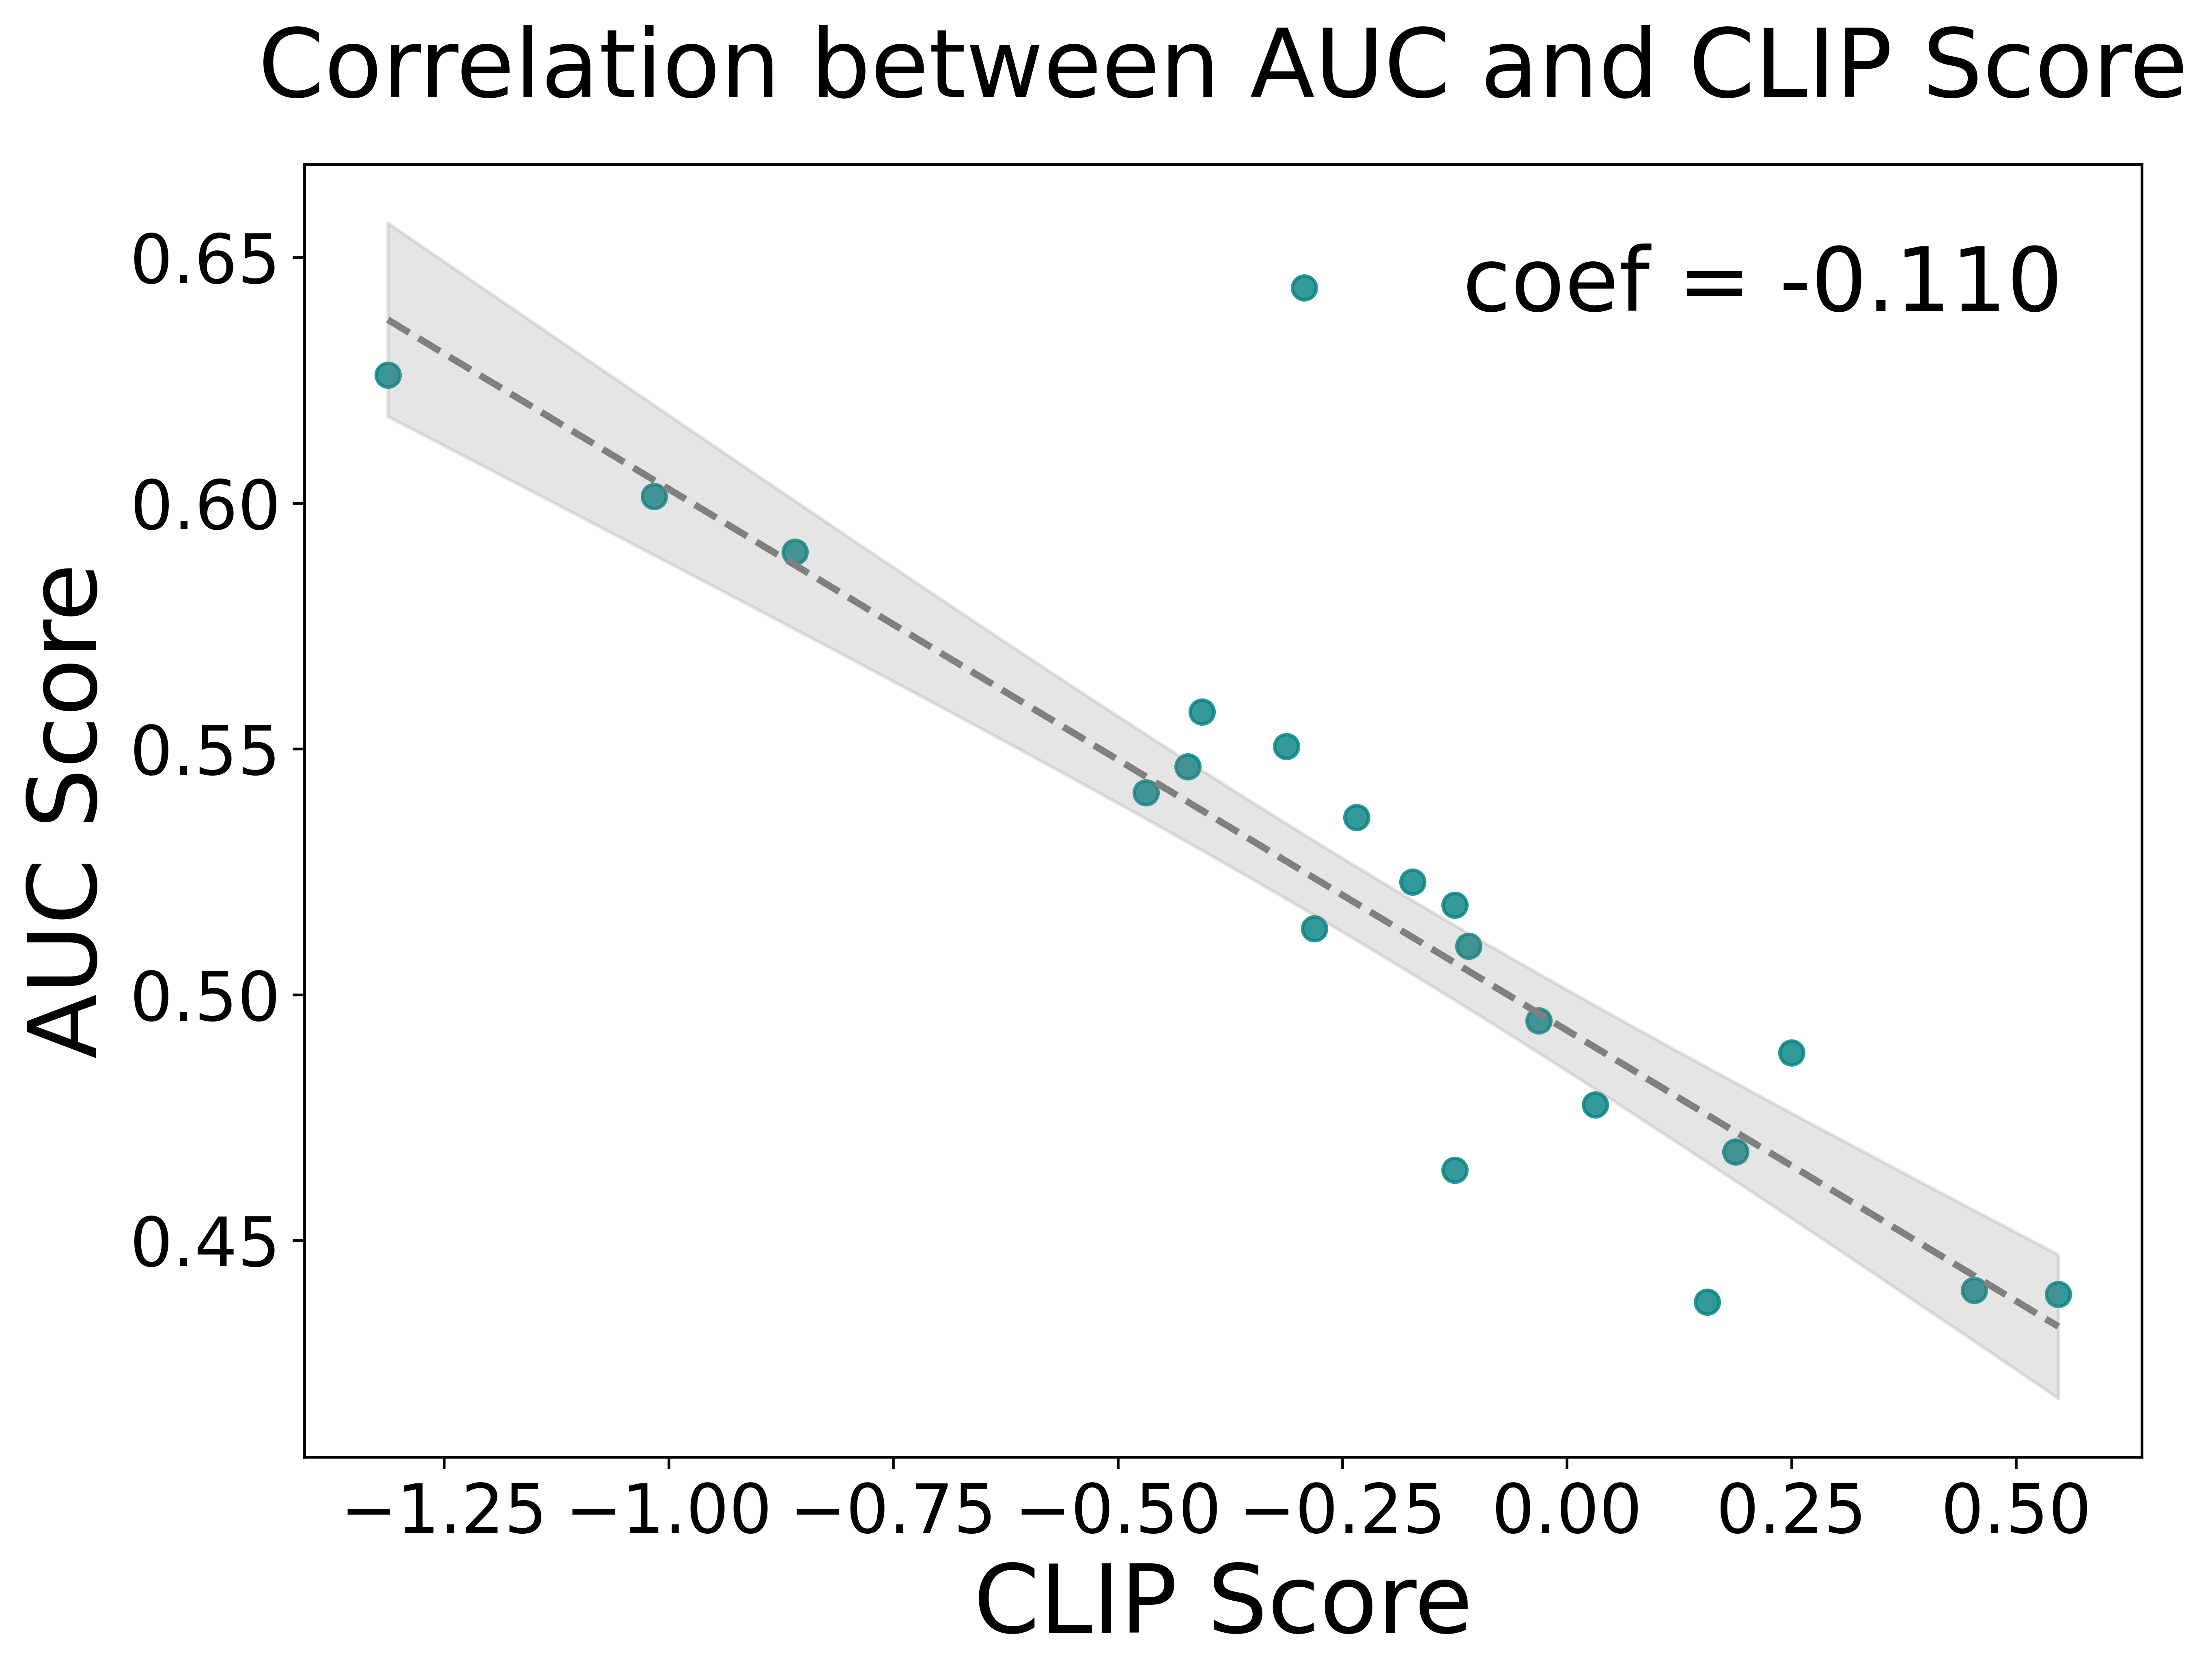 Correlation between AUC and CLIP Score
coef = -0.110
AUC Score
0.65
0.60
0.55
0.50
0.45
−1.25 −1.00 −0.75 −0.50 −0.25 0.00 0.25 0.50
CLIP Score